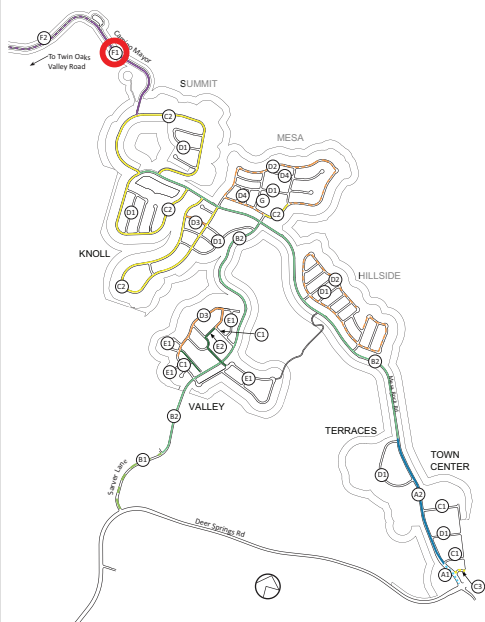 F2
F1
Camino Mayor
To Twin Oaks
Valley Road
SUMMIT
C2
D1
MESA
D2
D4
D1
D4
G
C2
D1
C2
D3
D1
B2
KNOLL
C2
HILLSIDE
D2
D1
D3
E1
C1
E2
E1
C1
E1
E1
B2
VALLEY
B2
TERRACES
TOWN
CENTER
B1
Sarver Lane
D1
A2
C1
D1
C1
Deer Springs Rd
A1
C3